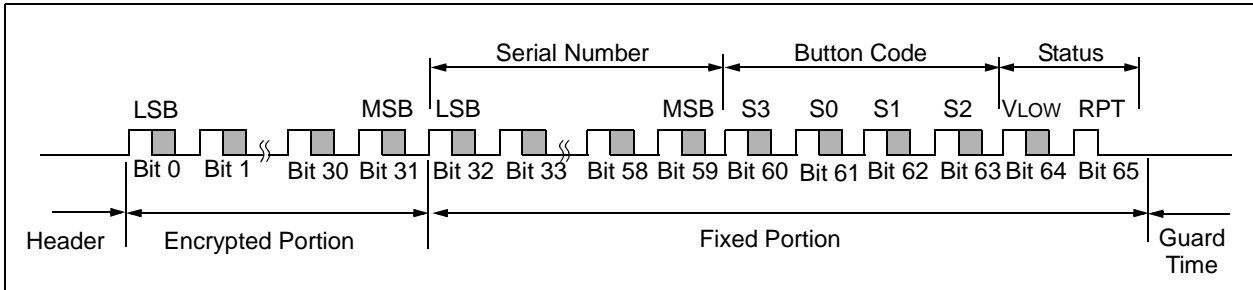 Serial Number Button Code Status
LSB MSB LSB MSB S3 S0 S1 S2 VLOW RPT
Bit 0 Bit 1 Bit 30 Bit 31 Bit 32 Bit 33 Bit 58 Bit 59 Bit 60 Bit 61 Bit 62 Bit 63 Bit 64 Bit 65
Header Encrypted Portion Fixed Portion Guard
Time